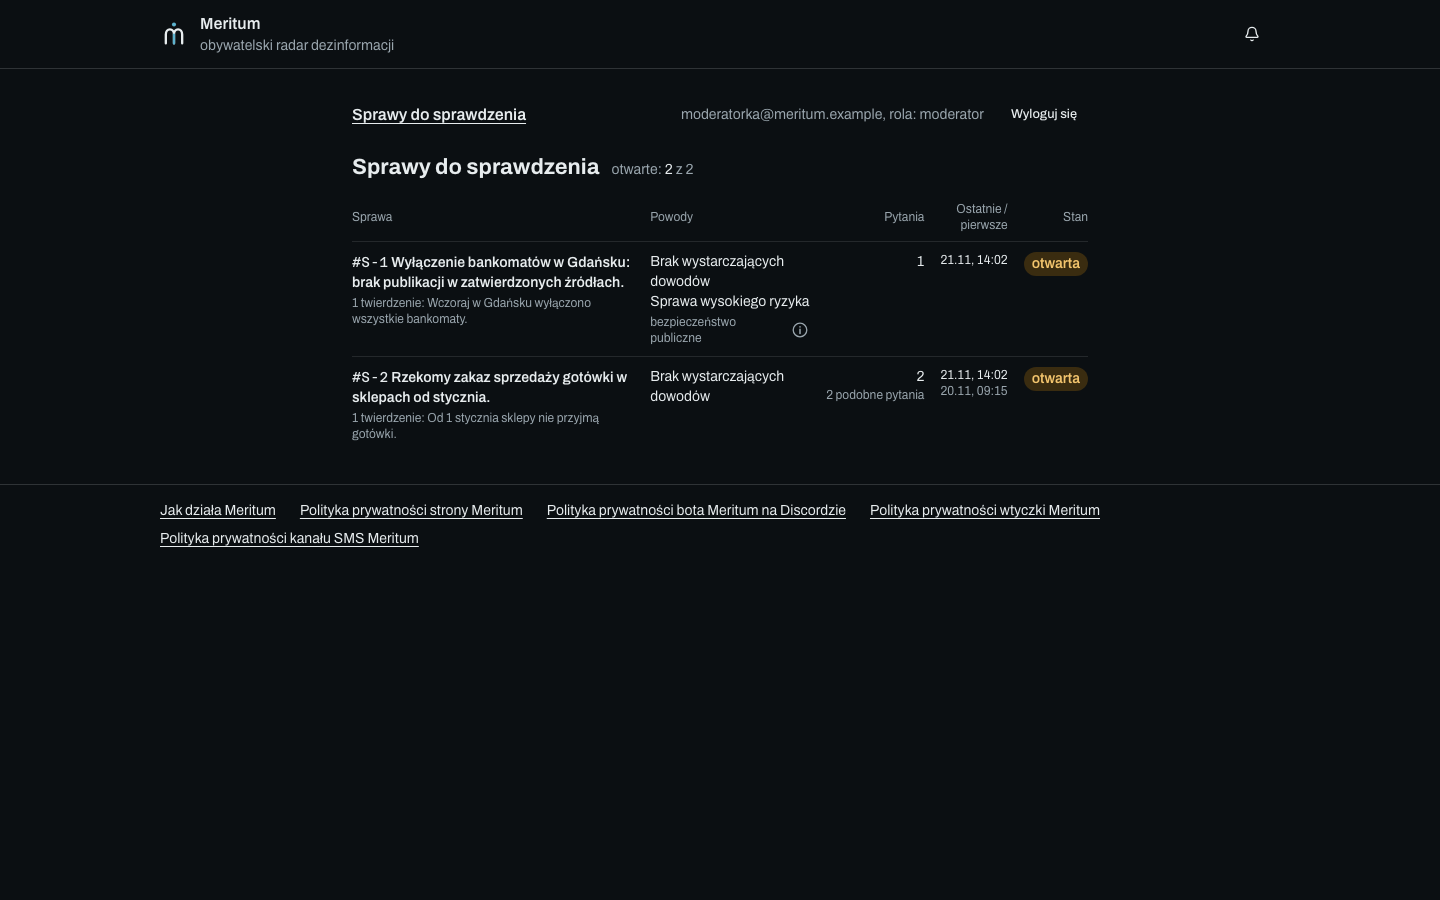 Meritum
obywatelski radar dezinformacji
Sprawy do sprawdzenia
moderatorka@meritum.example, rola: moderator
Wyloguj się
Sprawy do sprawdzenia otwarte: 2 z 2
Sprawa
Powody
Pytania
Ostatnie /
pierwsze
Stan
#S-1 Wyłączenie bankomatów w Gdańsku:
brak publikacji w zatwierdzonych źródłach.
1 twierdzenie: Wczoraj w Gdańsku wyłączono
wszystkie bankomaty.
Brak wystarczających
dowodów
Sprawa wysokiego ryzyka
bezpieczeństwo
publiczne
1
21.11, 14:02
otwarta
#S-2 Rzekomy zakaz sprzedaży gotówki w
sklepach od stycznia.
1 twierdzenie: Od 1 stycznia sklepy nie przyjmą
gotówki.
Brak wystarczających
dowodów
2
2 podobne pytania
21.11, 14:02
20.11, 09:15
otwarta
Jak działa Meritum
Polityka prywatności strony Meritum
Polityka prywatności bota Meritum na Discordzie
Polityka prywatności wtyczki Meritum
Polityka prywatności kanału SMS Meritum